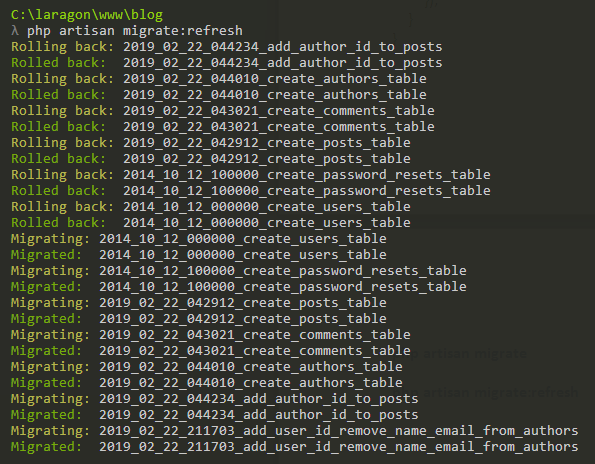 C:\laragon\www\blog
λ php artisan migrate:refresh
Rolling back: 2019_02_22_044234_add_author_id_to_posts
Rolled back:  2019_02_22_044234_add_author_id_to_posts
Rolling back: 2019_02_22_044010_create_authors_table
Rolled back:  2019_02_22_044010_create_authors_table
Rolling back: 2019_02_22_043021_create_comments_table
Rolled back:  2019_02_22_043021_create_comments_table
Rolling back: 2019_02_22_042912_create_posts_table
Rolled back:  2019_02_22_042912_create_posts_table
Rolling back: 2014_10_12_100000_create_password_resets_table
Rolled back:  2014_10_12_100000_create_password_resets_table
Rolling back: 2014_10_12_000000_create_users_table
Rolled back:  2014_10_12_000000_create_users_table
Migrating: 2014_10_12_000000_create_users_table
Migrated:  2014_10_12_000000_create_users_table
Migrating: 2014_10_12_100000_create_password_resets_table
Migrated:  2014_10_12_100000_create_password_resets_table
Migrating: 2019_02_22_042912_create_posts_table
Migrated:  2019_02_22_042912_create_posts_table
Migrating: 2019_02_22_043021_create_comments_table
Migrated:  2019_02_22_043021_create_comments_table
Migrating: 2019_02_22_044010_create_authors_table
Migrated:  2019_02_22_044010_create_authors_table
Migrating: 2019_02_22_044234_add_author_id_to_posts
Migrated:  2019_02_22_044234_add_author_id_to_posts
Migrating: 2019_02_22_211703_add_user_id_remove_name_email_from_authors
Migrated:  2019_02_22_211703_add_user_id_remove_name_email_from_authors